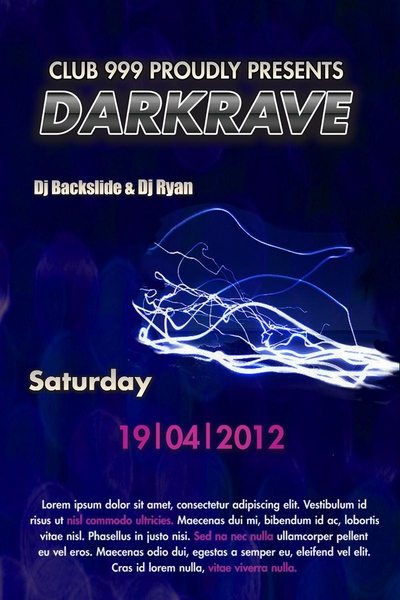 CLUB 999 PROUDLY PRESENTS
DARKRAVE
Dj Backslide & Dj Ryan
Saturday
19|04|2012
Lorem ipsum dolor sit amet, consectetur adipiscing elit. Vestibulum id
risus ut nisl commodo ultricies. Maecenas dui mi, bibendum id ac, lobortis
vitae nisl. Phasellus in justo nisi. Sed na nec nulla ullamcorper pellent
eu vel eros. Maecenas odio dui, egestas a semper eu, eleifend vel elit.
Cras id lorem nulla, vitae viverra nulla.